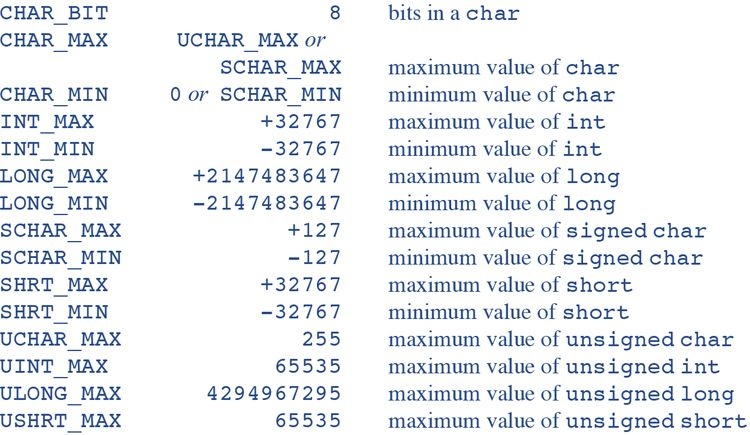 CHAR_BIT 8 bits in a char
CHAR_MAX UCHAR_MAX or
SCHAR_MAX maximum value of char
CHAR_MIN 0 or SCHAR_MIN minimum value of char
INT_MAX +32767 maximum value of int
INT_MIN -32767 minimum value of int
LONG_MAX +2147483647 maximum value of long
LONG_MIN -2147483647 minimum value of long
SCHAR_MAX +127 maximum value of signed char
SCHAR_MIN -127 minimum value of signed char
SHRT_MAX +32767 maximum value of short
SHRT_MIN -32767 minimum value of short
UCHAR_MAX 255 maximum value of unsigned char
UINT_MAX 65535 maximum value of unsigned int
ULONG_MAX 4294967295 maximum value of unsigned long
USHRT_MAX 65535 maximum value of unsigned short